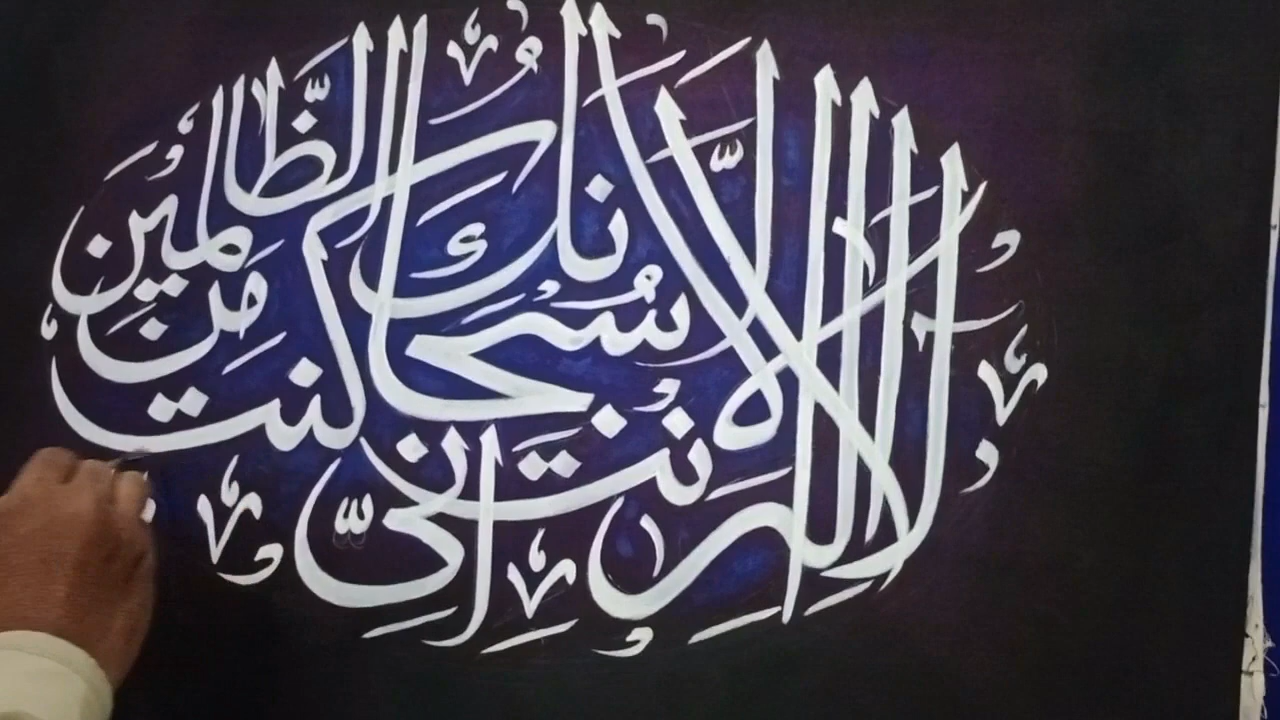 لا إله إلا أنت سبحانك إني كنت من الظالمين